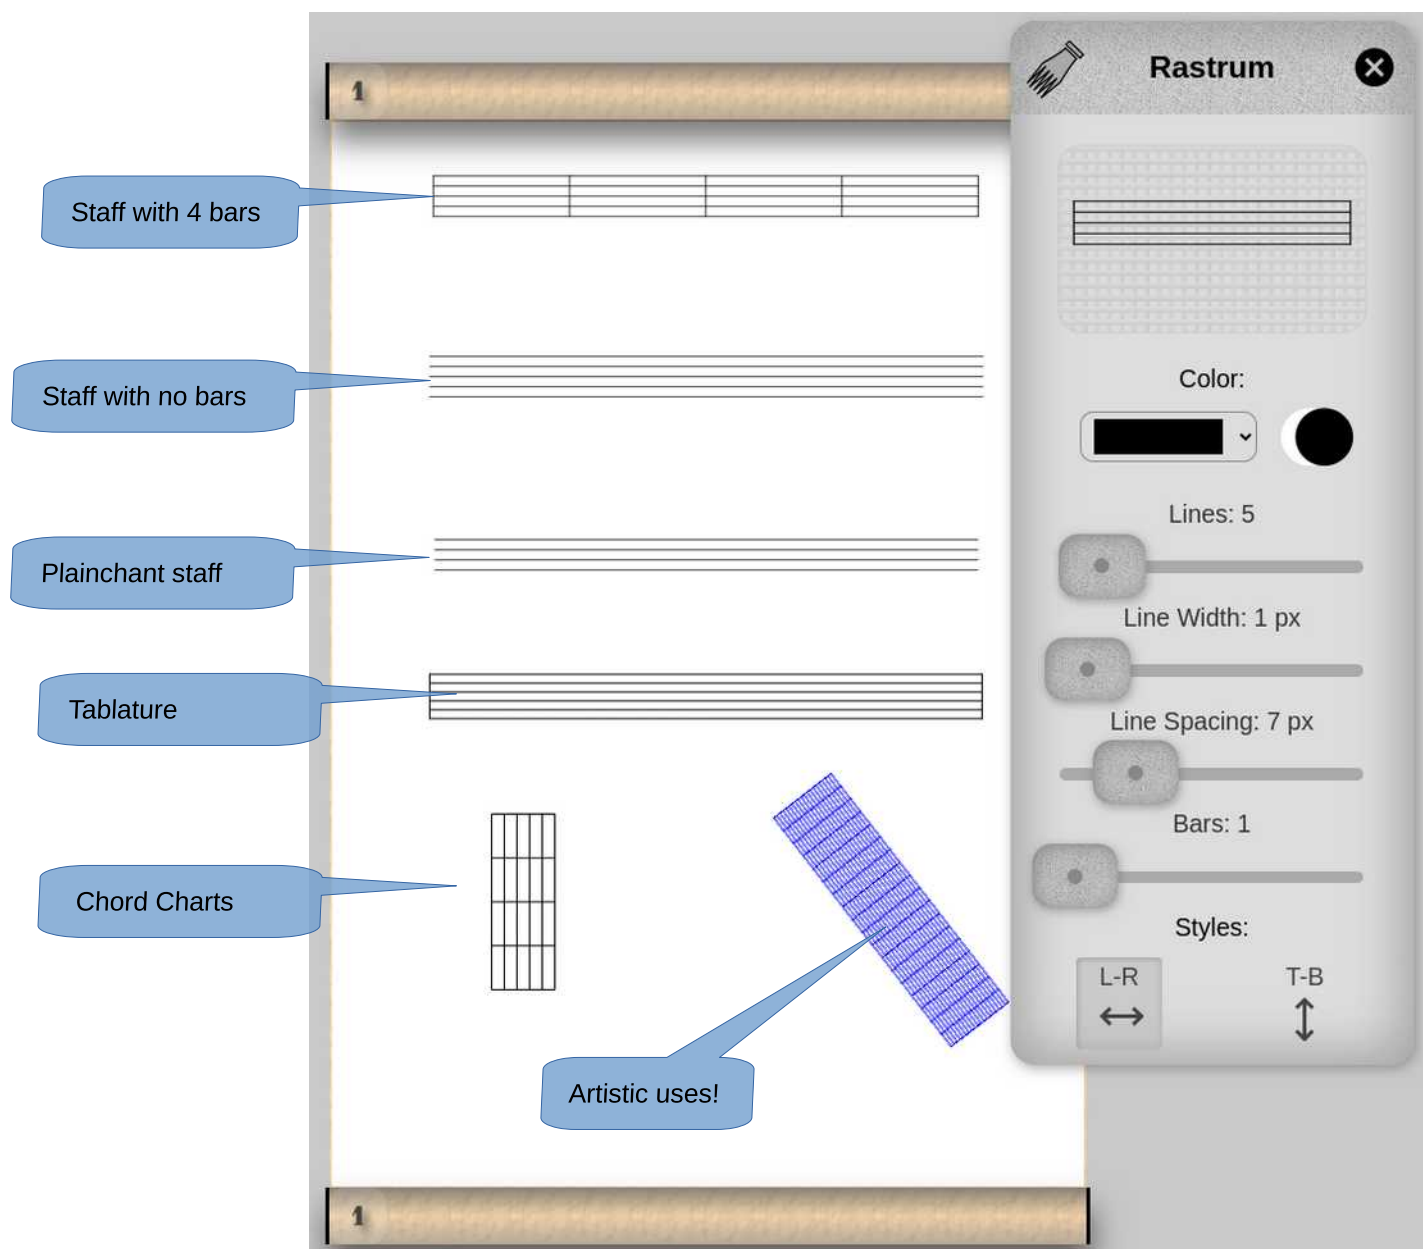 1
Rastrum
Staff with 4 bars
Staff with no bars
Plainchant staff
Tablature
Chord Charts
Artistic uses!
Color:
Lines: 5
Line Width: 1 px
Line Spacing: 7 px
Bars: 1
Styles:
L-R
T-B
1